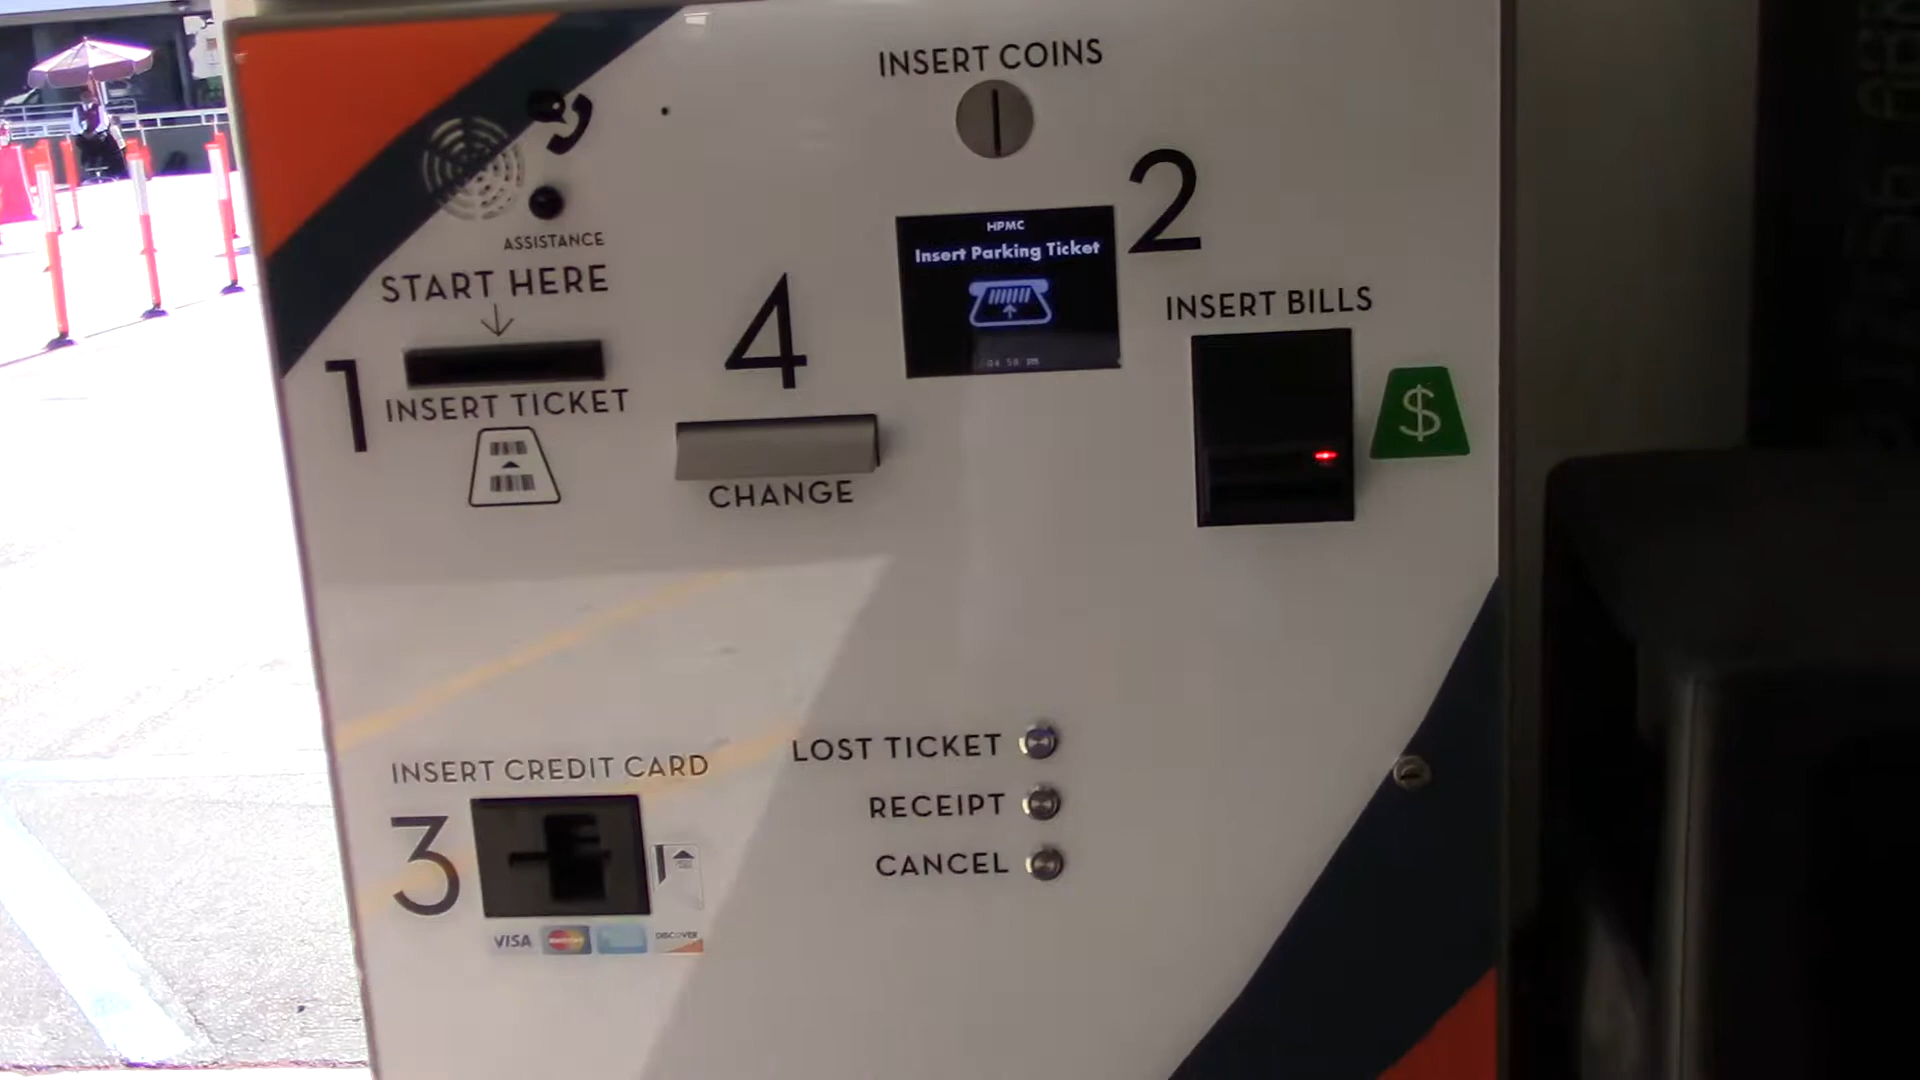 INSERT COINS
ASSISTANCE
START HERE
1
INSERT TICKET
4
CHANGE
HPMC
Insert Parking Ticket
2
INSERT BILLS
$
INSERT CREDIT CARD
3
VISA
DISCOVER
LOST TICKET
RECEIPT
CANCEL